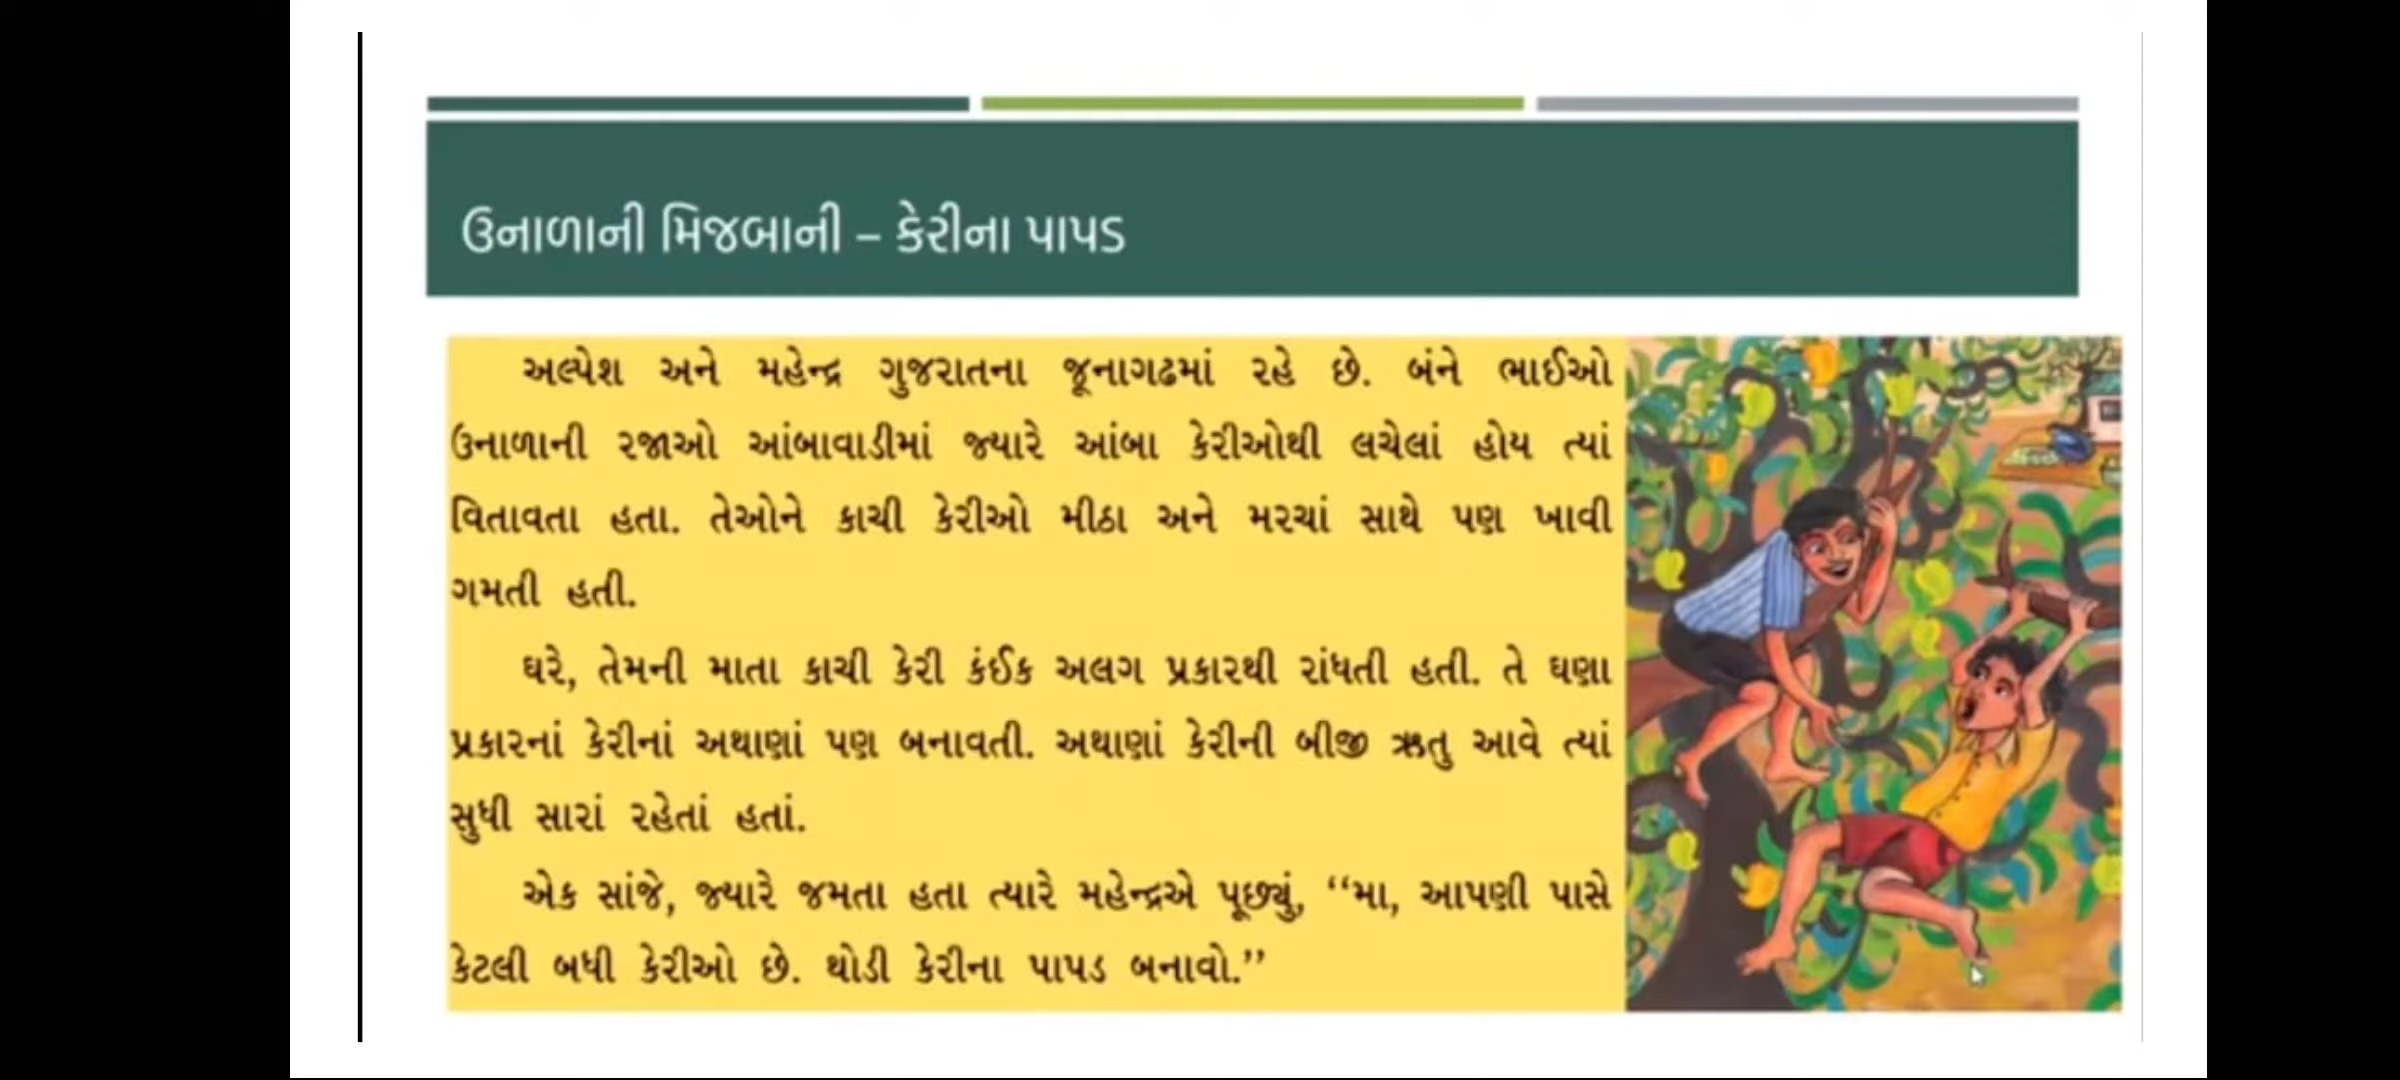 ઉનાળાની મિજબાની – કેરીના પાપડ
અલ્પેશ અને મહેન્દ્ર ગુજરાતના જૂનાગઢમાં રહે છે. બંને ભાઈઓ
ઉનાળાની રજાઓ આંબાવાડીમાં જ્યારે આંબા કેરીઓથી લચેલાં હોય ત્યાં
વિતાવતા હતા. તેઓને કાચી કેરીઓ મીઠા અને મરચાં સાથે પણ ખાવી
ગમતી હતી.
ઘરે, તેમની માતા કાચી કેરી કંઈક અલગ પ્રકારથી રાંધતી હતી. તે ઘણા
પ્રકારનાં કેરીનાં અથાણાં પણ બનાવતી. અથાણાં કેરીની બીજી ઋતુ આવે ત્યાં
સુધી સારાં રહેતાં હતાં.
એક સાંજે, જ્યારે જમતા હતા ત્યારે મહેન્દ્રએ પૂછ્યું, “મા, આપણી પાસે
કેટલી બધી કેરીઓ છે. થોડી કેરીના પાપડ બનાવો.”